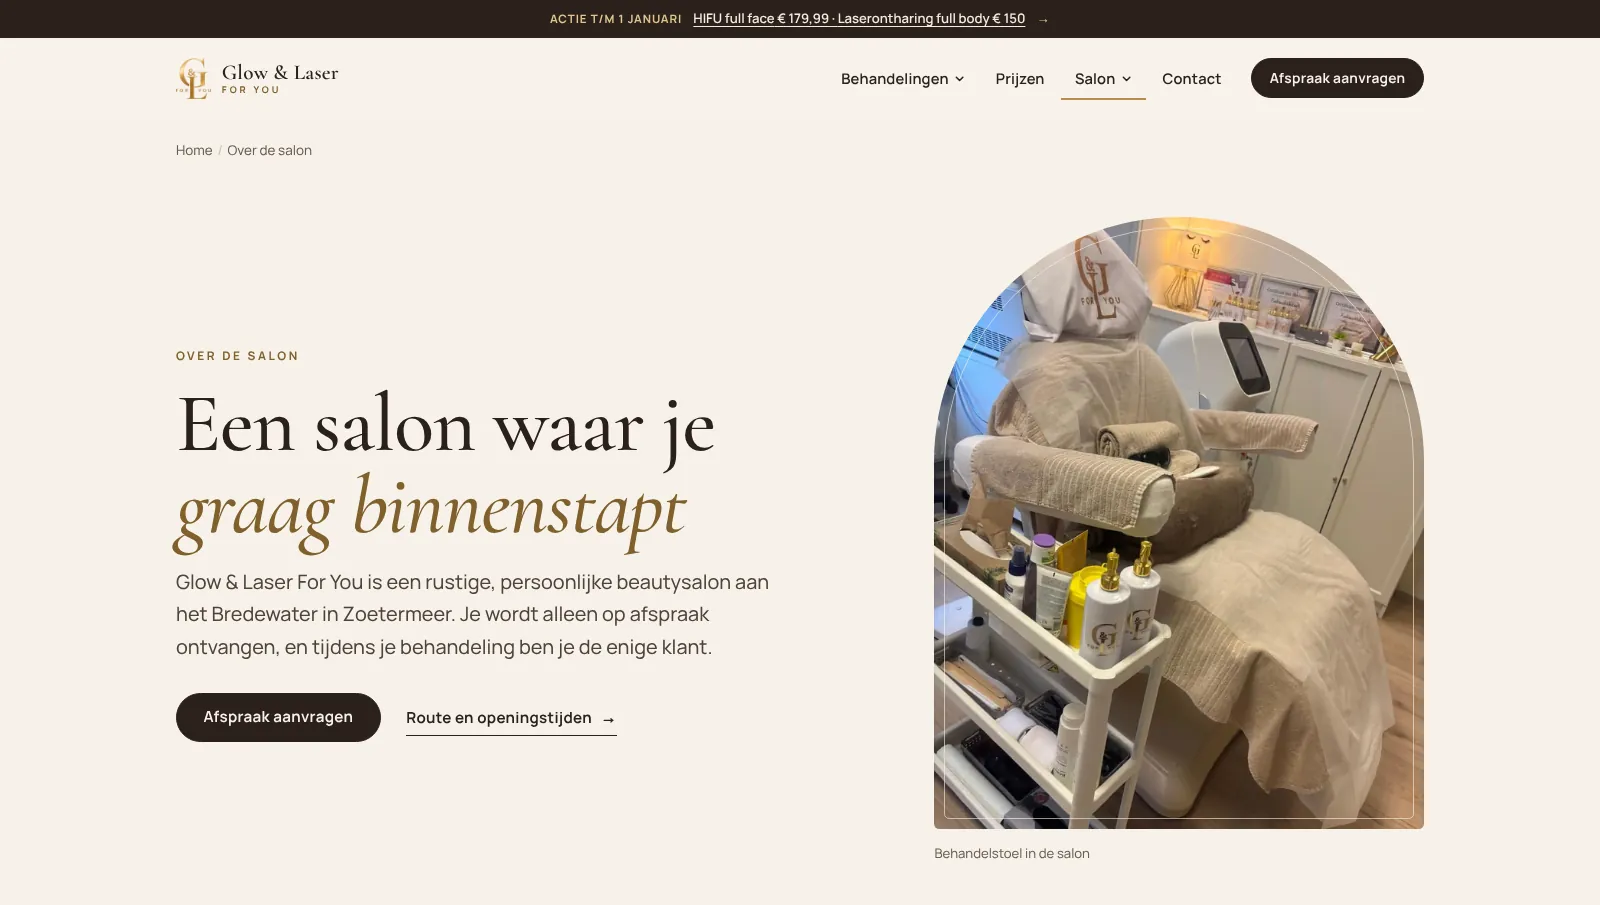 ACTIE T/M 1 JANUARI HIFU full face € 179,99 · Laserontharing full body € 150 →
Glow & Laser
FOR YOU
Behandelingen
Prijzen
Salon
Contact
Afspraak aanvragen
Home / Over de salon
OVER DE SALON
Een salon waar je
graag binnenstapt
Glow & Laser For You is een rustige, persoonlijke beautysalon aan
het Bredewater in Zoetermeer. Je wordt alleen op afspraak
ontvangen, en tijdens je behandeling ben je de enige klant.
Afspraak aanvragen
Route en openingstijden →
G&L
FOR YOU
Behandelstoel in de salon